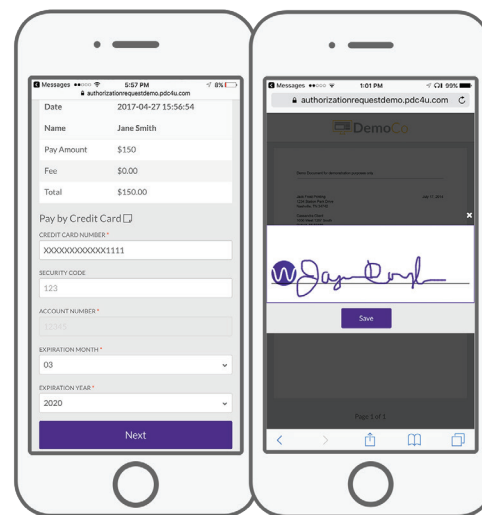 Messages 5:57 PM 8%
authorizationrequestdemo.pdc4u.com
Date 2017-04-27 15:56:54
Name Jane Smith
Pay Amount $150
Fee $0.00
Total $150.00
Pay by Credit Card
CREDIT CARD NUMBER *
XXXXXXXXXXXX1111
SECURITY CODE
123
ACCOUNT NUMBER *
12345
EXPIRATION MONTH *
03
EXPIRATION YEAR *
2020
Next
Messages 1:01 PM 99%
authorizationrequestdemo.pdc4u.com
DemoCo
W
Save
Page 1 of 1